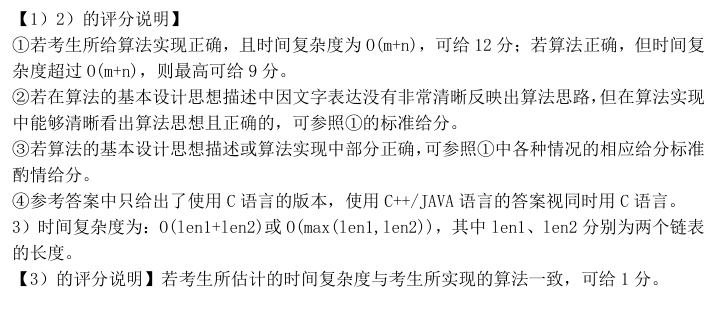 【1）2）的评分说明】
①若考生所给算法实现正确，且时间复杂度为 O(m+n)，可给 12 分；若算法正确，但时间复
杂度超过 O(m+n)，则最高可给 9 分。
②若在算法的基本设计思想描述中因文字表达没有非常清晰反映出算法思路，但在算法实现
中能够清晰看出算法思想且正确的，可参照①的标准给分。
③若算法的基本设计思想描述或算法实现中部分正确，可参照①中各种情况的相应给分标准
酌情给分。
④参考答案中只给出了使用 C 语言的版本，使用 C++/JAVA 语言的答案视同时用 C 语言。
3）时间复杂度为：O(len1+len2)或 O(max(len1,len2))，其中 len1、len2 分别为两个链表
的长度。
【3）的评分说明】若考生所估计的时间复杂度与考生所实现的算法一致，可给 1 分。